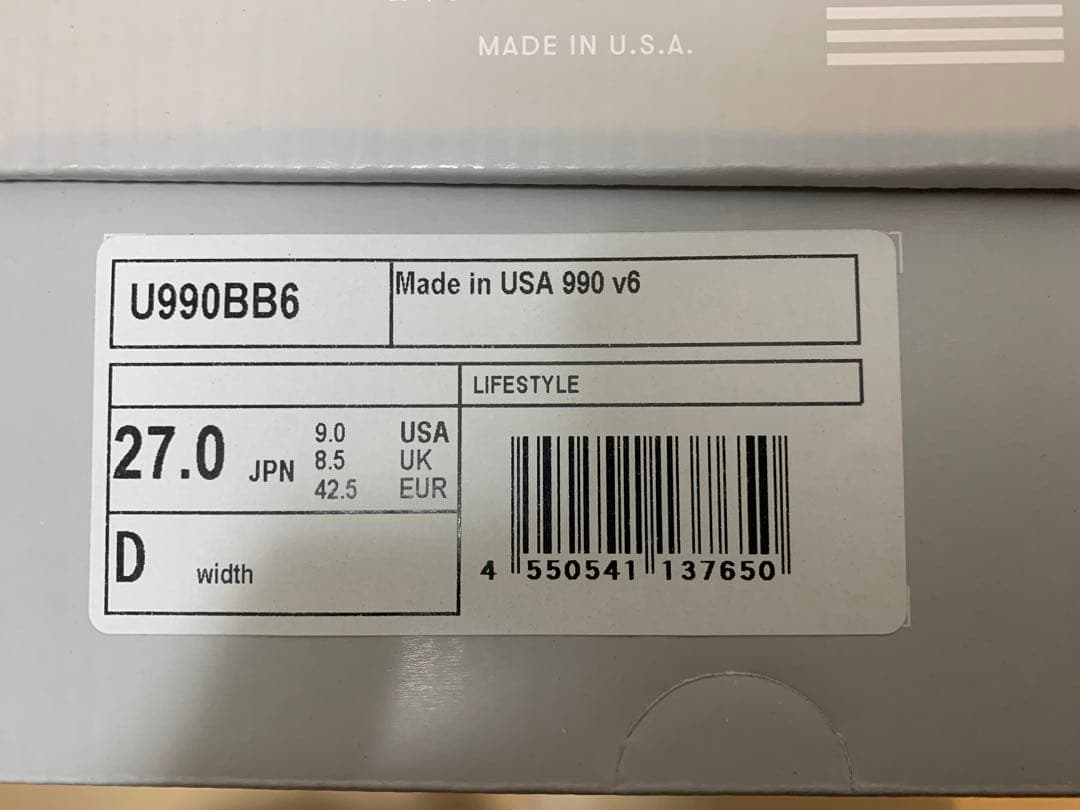 MADE IN U.S.A.
U990BB6
Made in USA 990 v6
LIFESTYLE
27.0 JPN
9.0 USA
8.5 UK
42.5 EUR
D width
4 550541 137650